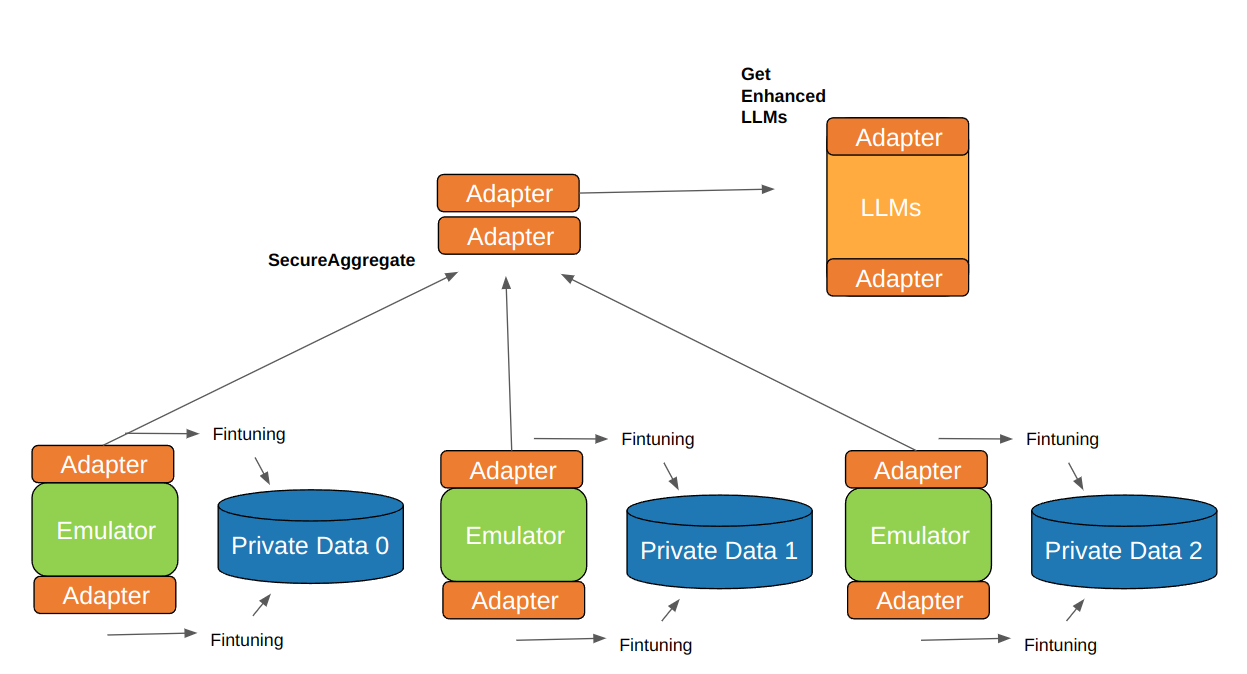 Get
Enhanced
LLMs
Adapter
LLMs
Adapter
Adapter
Adapter
SecureAggregate
Fintuning
Adapter
Emulator
Adapter
Private Data 0
Fintuning
Fintuning
Adapter
Emulator
Adapter
Private Data 1
Fintuning
Fintuning
Adapter
Emulator
Adapter
Private Data 2
Fintuning